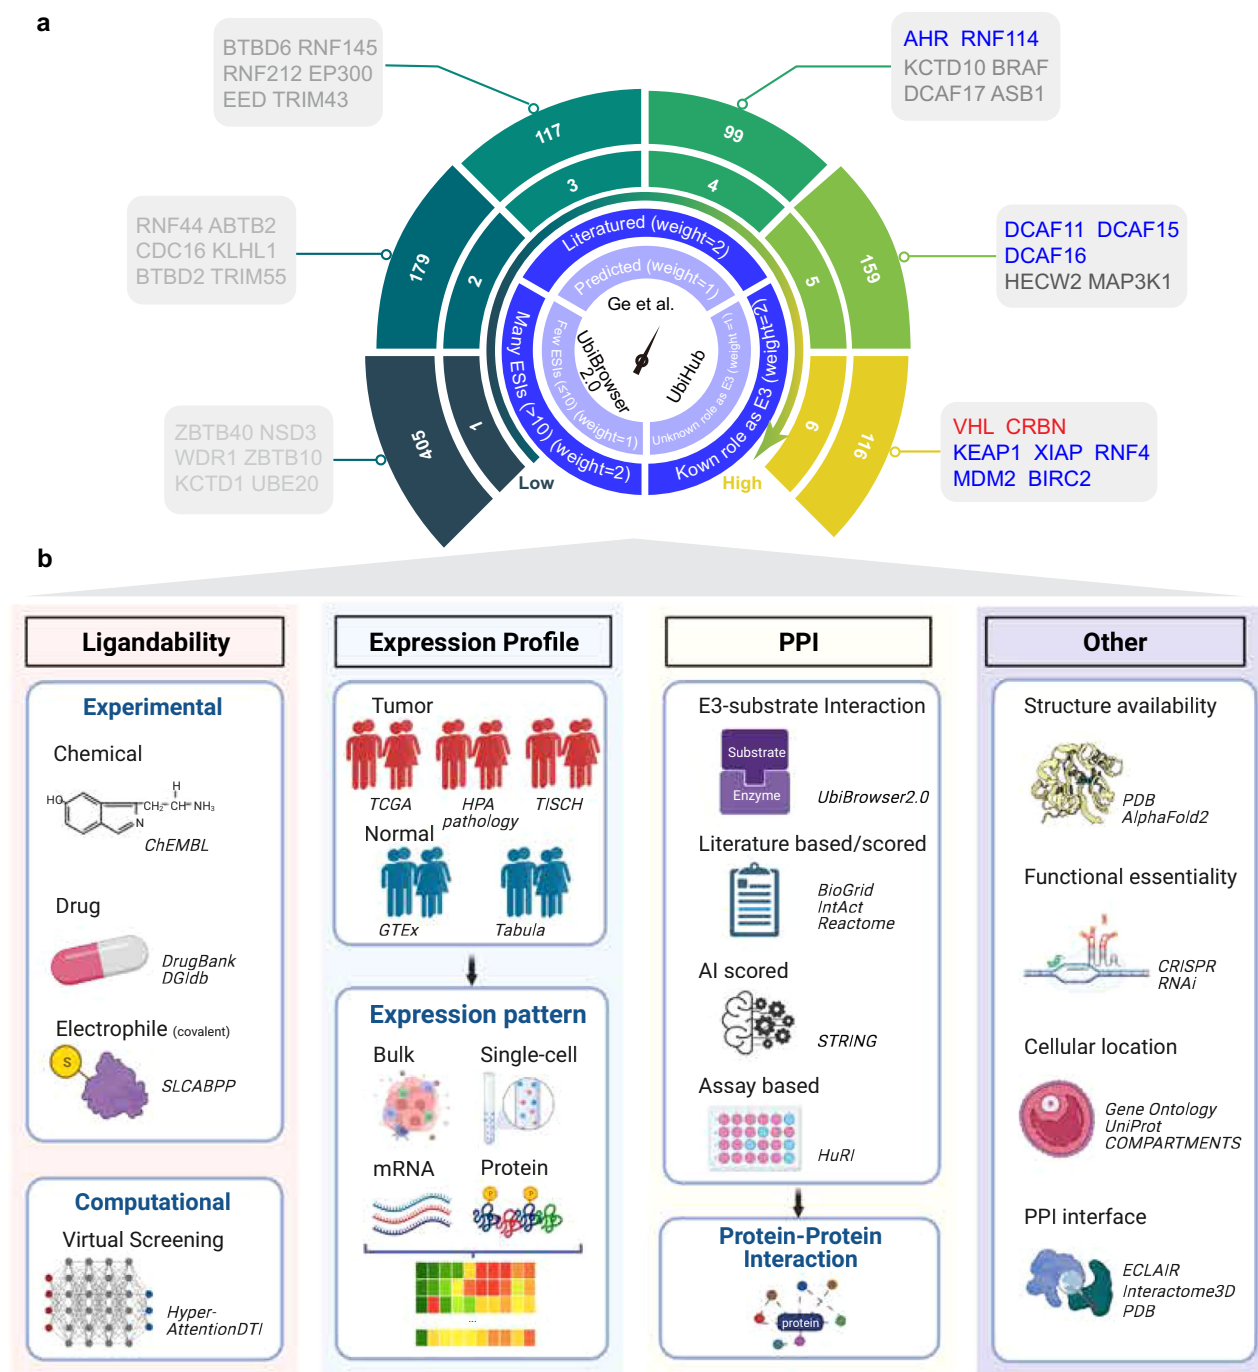 a
BTBD6 RNF145
RNF212 EP300
EED TRIM43
AHR RNF114
KCTD10 BRAF
DCAF17 ASB1
117
99
3
4
RNF44 ABTB2
CDC16 KLHL1
BTBD2 TRIM55
179
2
5
159
DCAF11 DCAF15
DCAF16
HECW2 MAP3K1
Literatured (weight=2)
Predicted (weight=1)
Ge et al.
Many ESIs (>10) (weight=2)
Few ESIs (≤10) (weight=1)
UbiBrowser
2.0
UbiHub
Unknown role as E3 (weight =1)
Kown role as E3 (weight=2)
ZBTB40 NSD3
WDR1 ZBTB10
KCTD1 UBE20
405
1
6
116
VHL CRBN
KEAP1 XIAP RNF4
MDM2 BIRC2
Low
High
b
Ligandability
Experimental
Chemical
HO
N
CH2
H
CH
NH3
ChEMBL
Drug
DrugBank
DGIdb
Electrophile (covalent)
S
SLCABPP
Computational
Virtual Screening
Hyper-
AttentionDTI
Expression Profile
Tumor
TCGA
HPA
pathology
TISCH
Normal
GTEx
Tabula
Expression pattern
Bulk
Single-cell
mRNA
Protein
P
P
...
PPI
E3-substrate Interaction
Substrate
Enzyme
UbiBrowser2.0
Literature based/scored
BioGrid
IntAct
Reactome
AI scored
STRING
Assay based
HuRI
Protein-Protein
Interaction
protein
Other
Structure availability
PDB
AlphaFold2
Functional essentiality
CRISPR
RNAi
Cellular location
Gene Ontology
UniProt
COMPARTMENTS
PPI interface
ECLAIR
Interactome3D
PDB